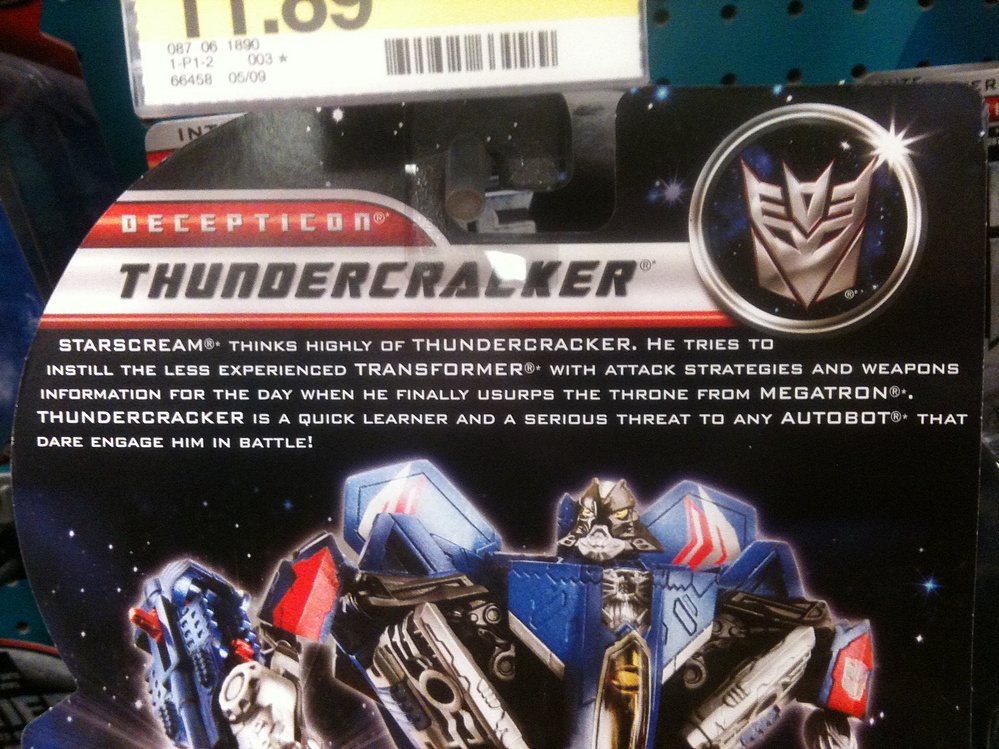 11.89
087 06 1890
1-P1-2 003 *
66458 05/09
INT
DECEPTICON®*
THUNDERCRACKER®*
®*
STARSCREAM®* THINKS HIGHLY OF THUNDERCRACKER. HE TRIES TO
INSTILL THE LESS EXPERIENCED TRANSFORMER®* WITH ATTACK STRATEGIES AND WEAPONS
INFORMATION FOR THE DAY WHEN HE FINALLY USURPS THE THRONE FROM MEGATRON®*.
THUNDERCRACKER IS A QUICK LEARNER AND A SERIOUS THREAT TO ANY AUTOBOT®* THAT
DARE ENGAGE HIM IN BATTLE!